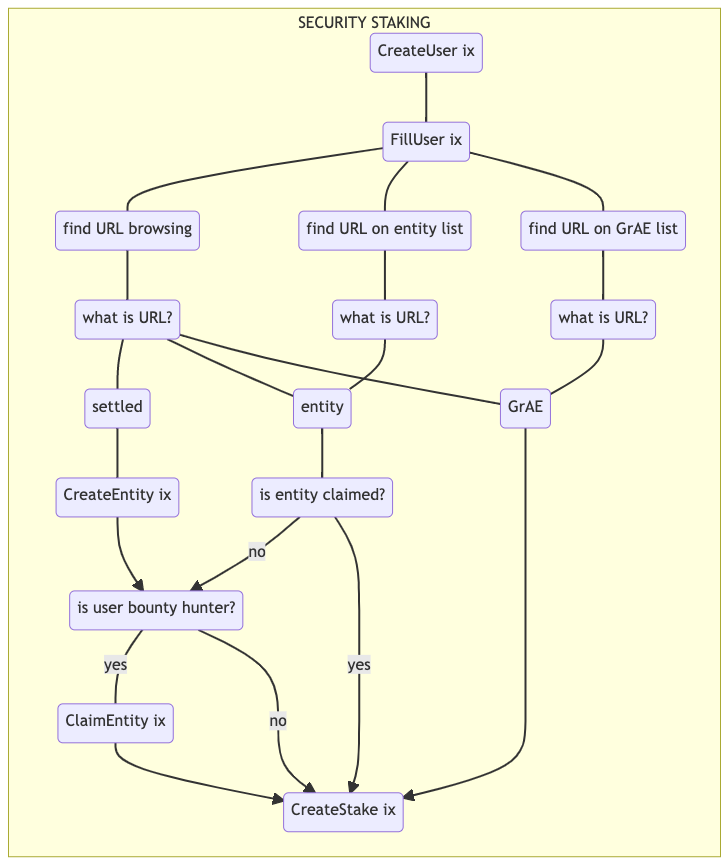 SECURITY STAKING
CreateUser ix
FillUser ix
find URL browsing
find URL on entity list
find URL on GrAE list
what is URL?
what is URL?
what is URL?
settled
entity
GrAE
CreateEntity ix
is entity claimed?
no
is user bounty hunter?
yes
yes
ClaimEntity ix
no
CreateStake ix